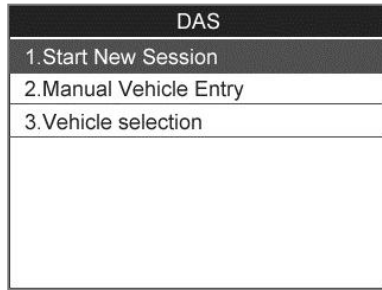 DAS
1.Start New Session
2.Manual Vehicle Entry
3.Vehicle selection